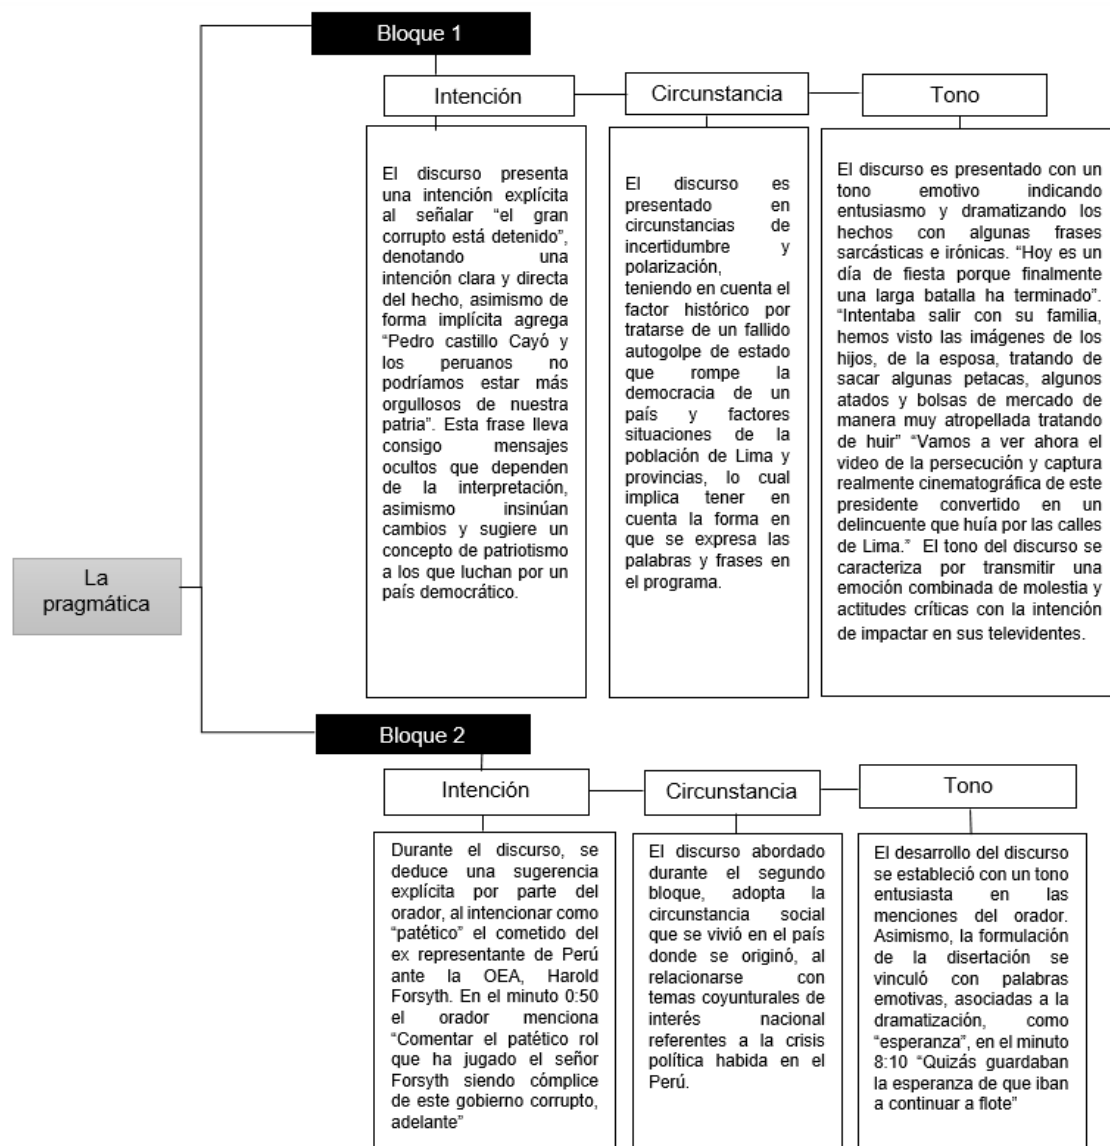 Bloque 1
Intención
Circunstancia
Tono
El discurso presenta
una intención explícita
al señalar “el gran
corrupto está detenido”,
denotando una
intención clara y directa
del hecho, asimismo de
forma implícita agrega
“Pedro castillo Cayó y
los peruanos no
podríamos estar más
orgullosos de nuestra
patria”. Esta frase lleva
consigo mensajes
ocultos que dependen
de la interpretación,
asimismo insinúan
cambios y sugiere un
concepto de patriotismo
a los que luchan por un
país democrático.
El discurso es
presentado en
circunstancias de
incertidumbre y
polarización,
teniendo en cuenta el
factor histórico por
tratarse de un fallido
autogolpe de estado
que rompe la
democracia de un
país y factores
situaciones de la
población de Lima y
provincias, lo cual
implica tener en
cuenta la forma en
que se expresa las
palabras y frases en
el programa.
El discurso es presentado con un
tono emotivo indicando
entusiasmo y dramatizando los
hechos con algunas frases
sarcásticas e irónicas. “Hoy es un
día de fiesta porque finalmente
una larga batalla ha terminado”.
“Intentaba salir con su familia,
hemos visto las imágenes de los
hijos, de la esposa, tratando de
sacar algunas petacas, algunos
atados y bolsas de mercado de
manera muy atropellada tratando
de huir” “Vamos a ver ahora el
video de la persecución y captura
realmente cinematográfica de este
presidente convertido en un
delincuente que huía por las calles
de Lima.” El tono del discurso se
caracteriza por transmitir una
emoción combinada de molestia y
actitudes críticas con la intención
de impactar en sus televidentes.
La
pragmática
Bloque 2
Intención
Circunstancia
Tono
Durante el discurso, se
deduce una sugerencia
explícita por parte del
orador, al intencionar como
“patético” el cometido del
ex representante de Perú
ante la OEA, Harold
Forsyth. En el minuto 0:50
el orador menciona
“Comentar el patético rol
que ha jugado el señor
Forsyth siendo cómplice
de este gobierno corrupto,
adelante”
El discurso abordado
durante el segundo
bloque, adopta la
circunstancia social
que se vivió en el país
donde se originó, al
relacionarse con
temas coyunturales de
interés nacional
referentes a la crisis
política habida en el
Perú.
El desarrollo del discurso
se estableció con un tono
entusiasta en las
menciones del orador.
Asimismo, la formulación
de la disertación se
vinculó con palabras
emotivas, asociadas a la
dramatización, como
“esperanza”, en el minuto
8:10 “Quizás guardaban
la esperanza de que iban
a continuar a flote”